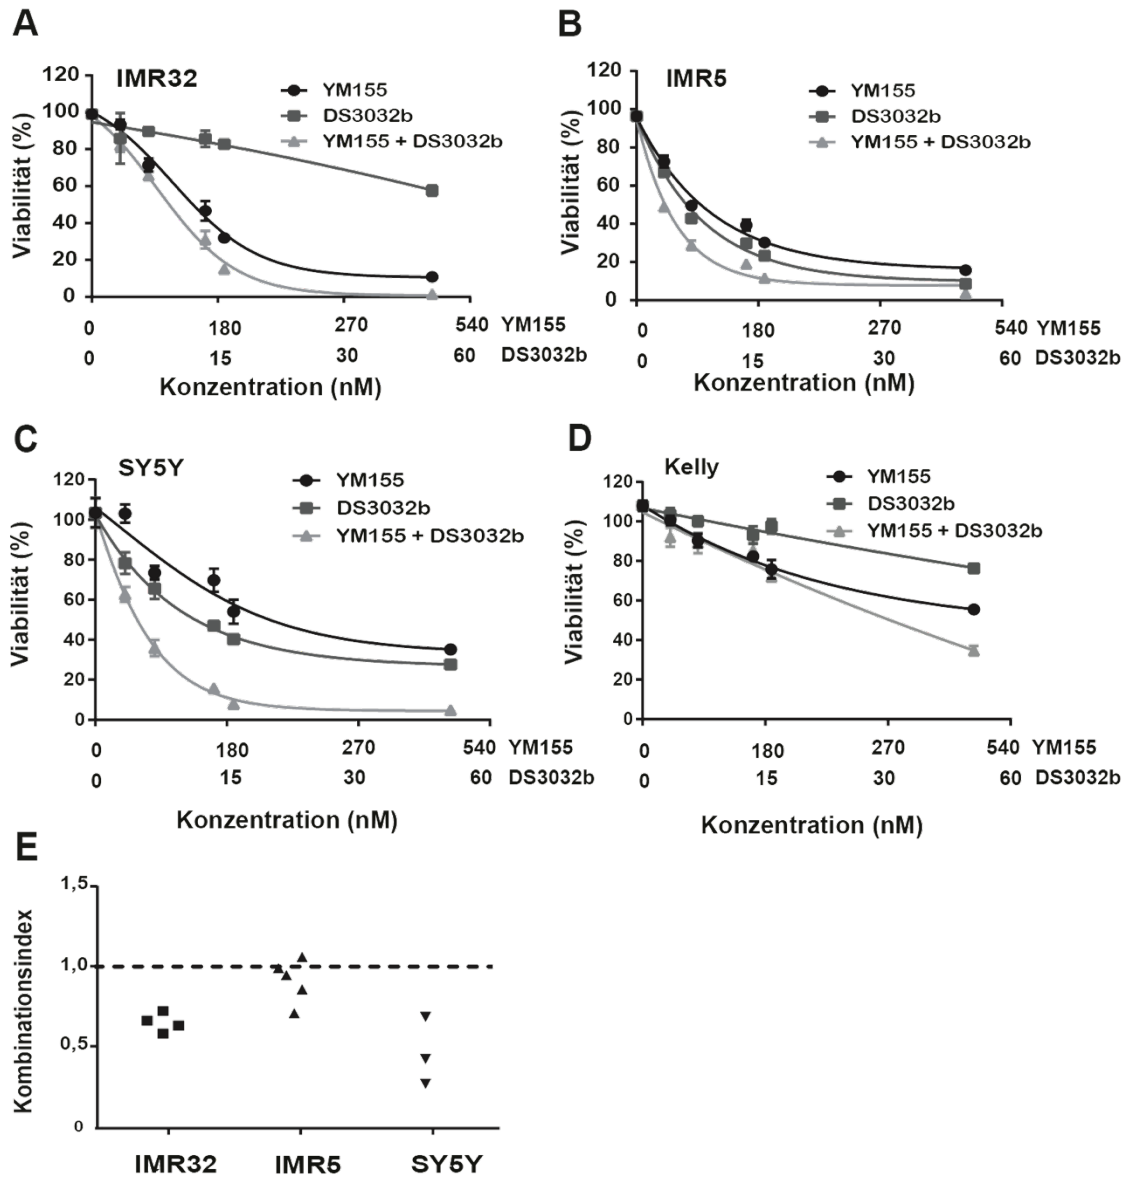 A
IMR32
YM155
DS3032b
YM155 + DS3032b
Viabilität (%)
120
100
80
60
40
20
0
0 180 270 540 YM155
0 15 30 60 DS3032b
Konzentration (nM)
B
IMR5
YM155
DS3032b
YM155 + DS3032b
Viabilität (%)
120
100
80
60
40
20
0
0 180 270 540 YM155
0 15 30 60 DS3032b
Konzentration (nM)
C
SY5Y
YM155
DS3032b
YM155 + DS3032b
Viabilität (%)
120
100
80
60
40
20
0
0 180 270 540 YM155
0 15 30 60 DS3032b
Konzentration (nM)
D
Kelly
YM155
DS3032b
YM155 + DS3032b
Viabilität (%)
120
100
80
60
40
20
0
0 180 270 540 YM155
0 15 30 60 DS3032b
Konzentration (nM)
E
Kombinationsindex
1,5
1,0
0,5
0
IMR32 IMR5 SY5Y